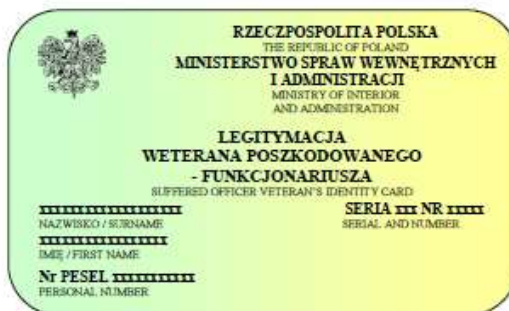 RZECZPOSPOLITA POLSKA
THE REPUBLIC OF POLAND
MINISTERSTWO SPRAW WEWNĘTRZNYCH
I ADMINISTRACJI
MINISTRY OF INTERIOR
AND ADMINISTRATION
LEGITYMACJA
WETERANA POSZKODOWANEGO
- FUNKCJONARIUSZA
SUFFERED OFFICER VETERAN'S IDENTITY CARD
xxxxxxxxxxxxxxxxxx
NAZWISKO / SURNAME
SERIA xxx NR xxxxx
SERIAL AND NUMBER
xxxxxxxxxxxxxxxx
IMIĘ / FIRST NAME
Nr PESEL xxxxxxxxxxx
PERSONAL NUMBER